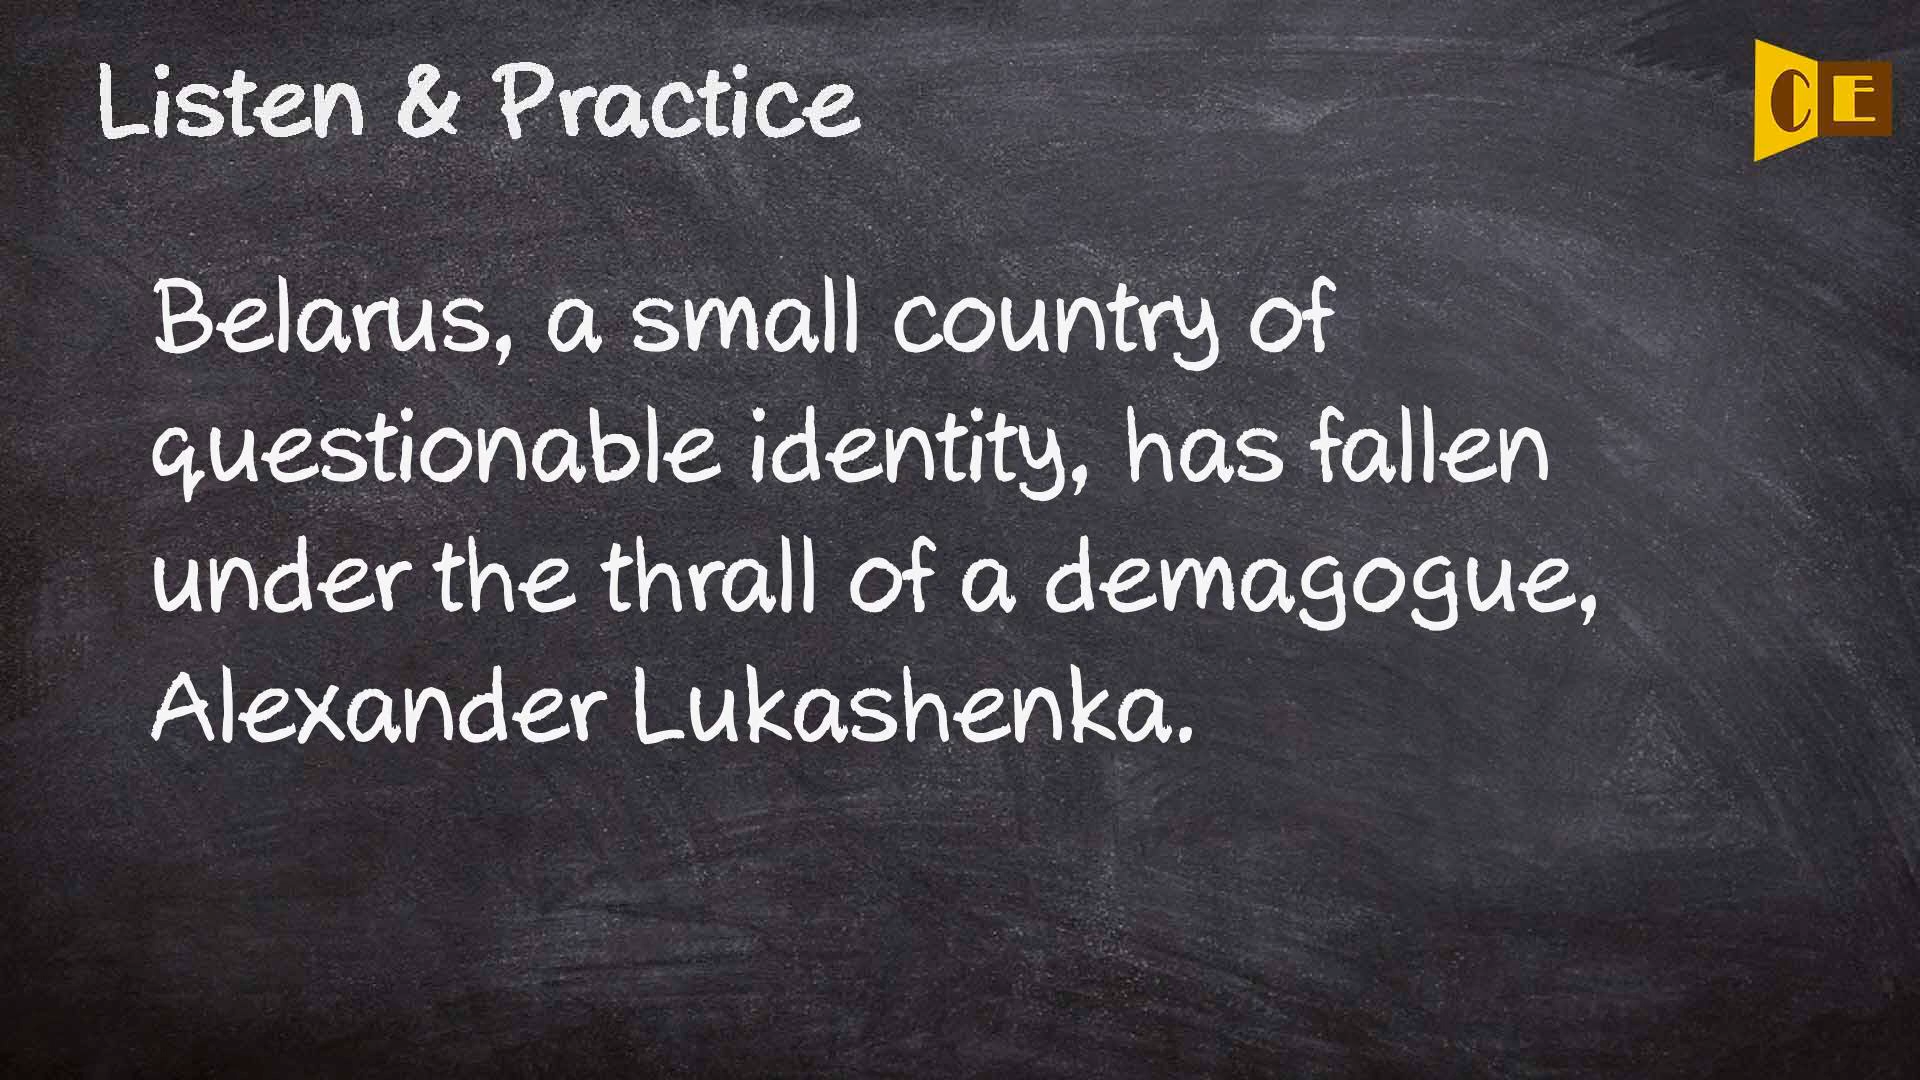 Listen & Practice
CE
Belarus, a small country of
questionable identity, has fallen
under the thrall of a demagogue,
Alexander Lukashenka.